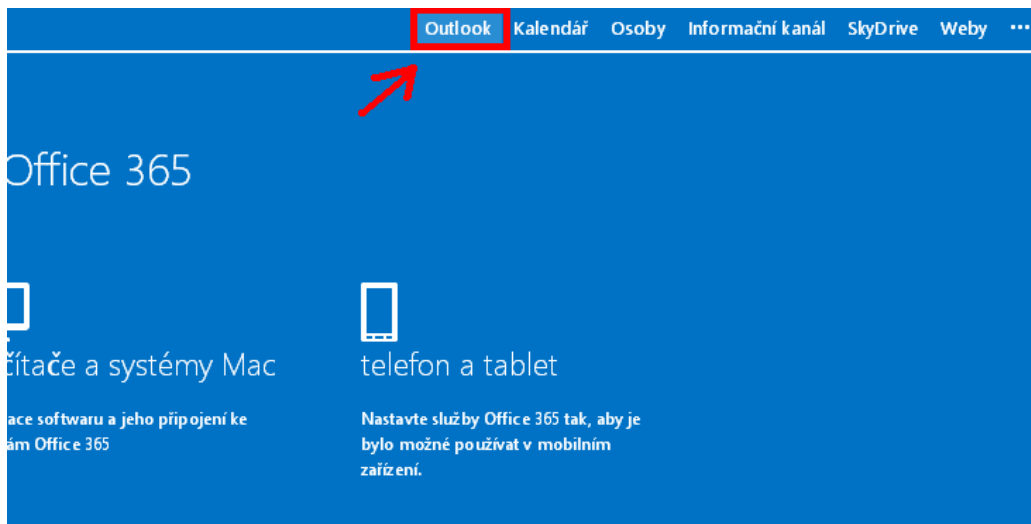 Outlook Kalendář Osoby Informační kanál SkyDrive Weby ···
Office 365
čítače a systémy Mac
telefon a tablet
ace softwaru a jeho připojení ke
ám Office 365
Nastavte služby Office 365 tak, aby je
bylo možné používat v mobilním
zařízení.